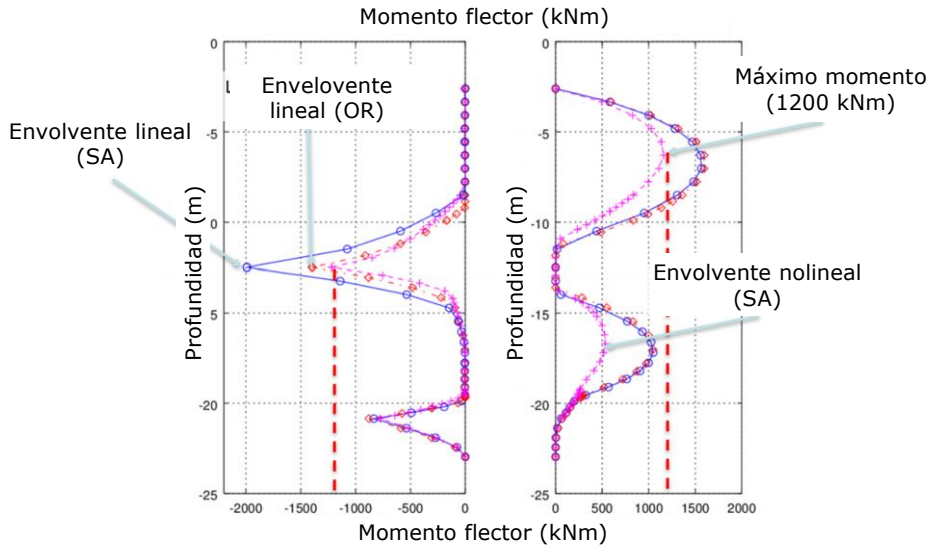 Momento flector (kNm)
0
-5
0
5
-20
-25
Profundidad (m)
-2000
-1500
-1000
-500
0
Envolvente lineal
(SA)
Envelovente
lineal (OR)
0
-5
-10
-15
-20
-25
Profundidad (m)
0
500
1000
1500
2000
Máximo momento
(1200 kNm)
Envolvente nolineal
(SA)
Momento flector (kNm)